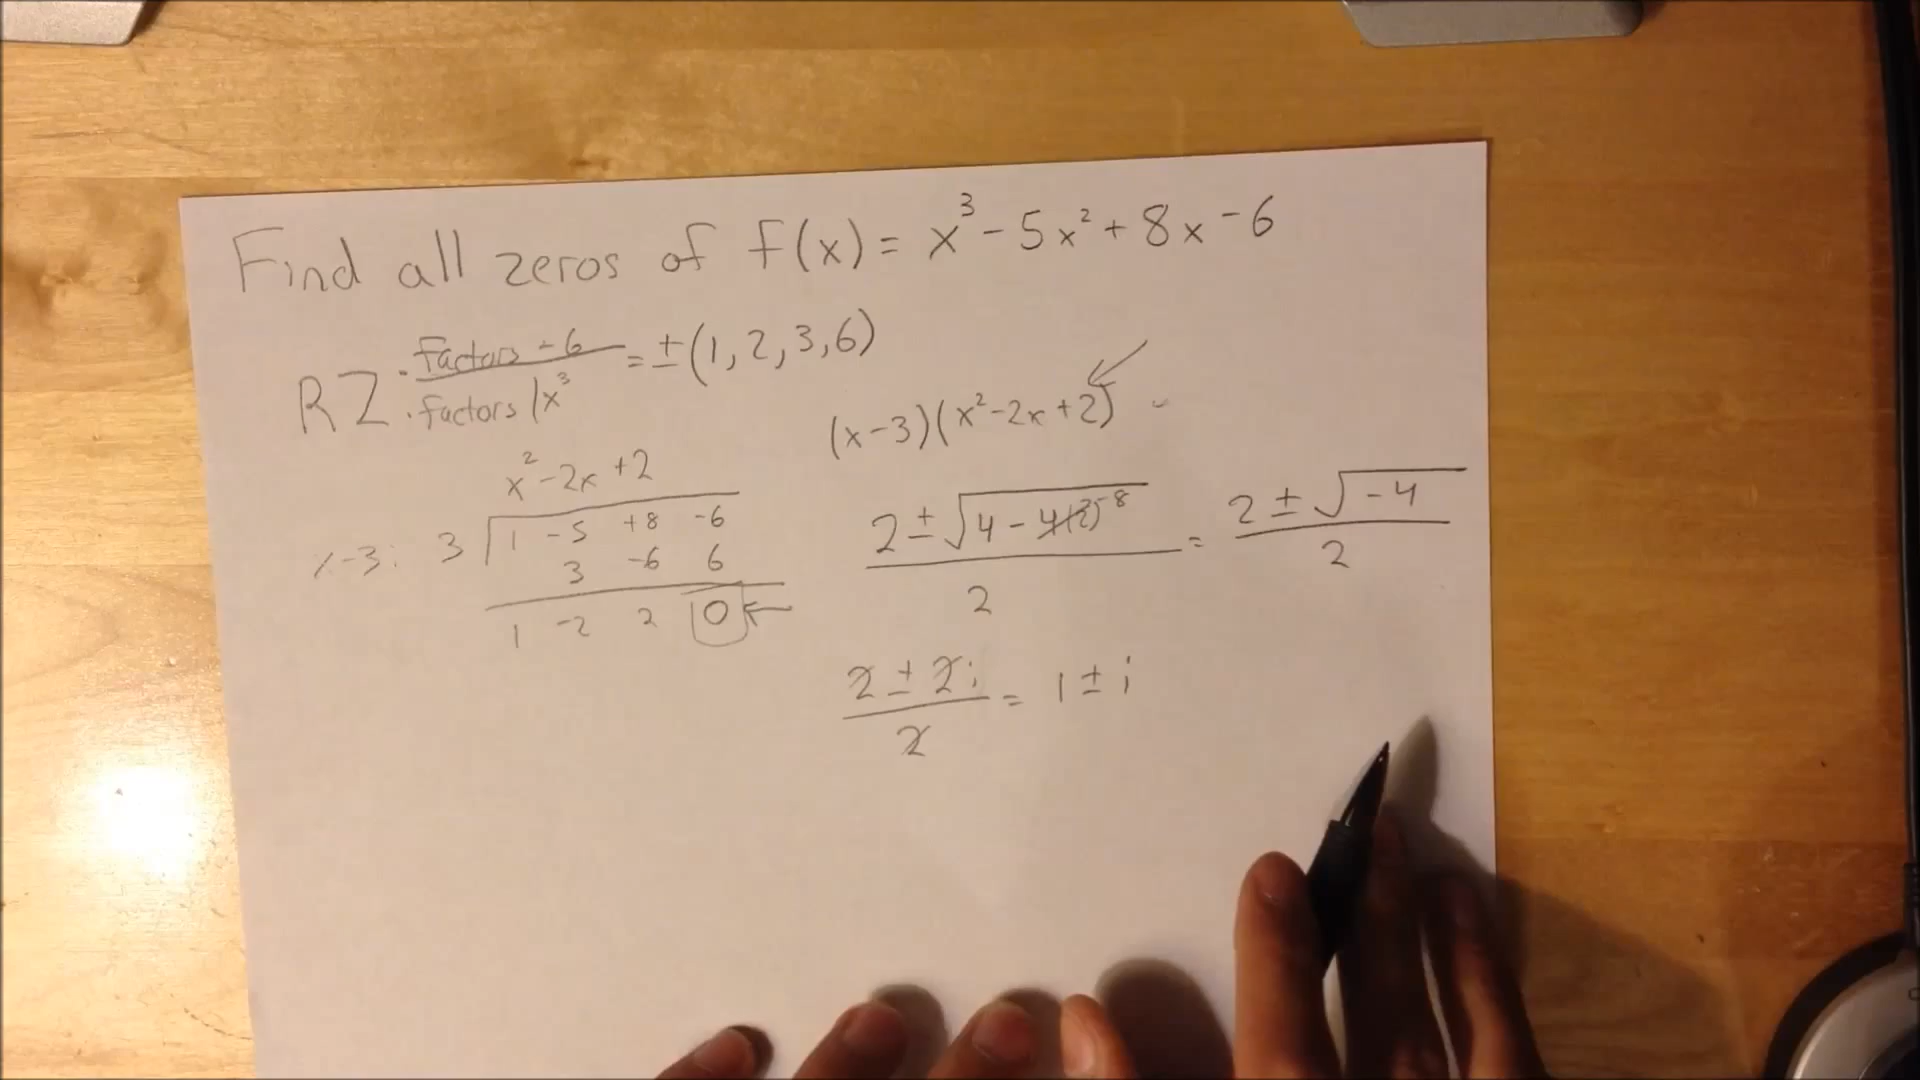 Find all zeros of f(x) = x³ - 5x² + 8x - 6
RZ: factors - 6 / factors 1x³ = ± (1, 2, 3, 6)
(x-3)(x²-2x+2)
x² -2x +2
x-3: 3 1 -5 +8 -6
3 -6 6
1 -2 2 0
2 ± √4 - 4(2) -8 / 2 = 2 ± √-4 / 2
2 ± 2i / 2 = 1 ± i